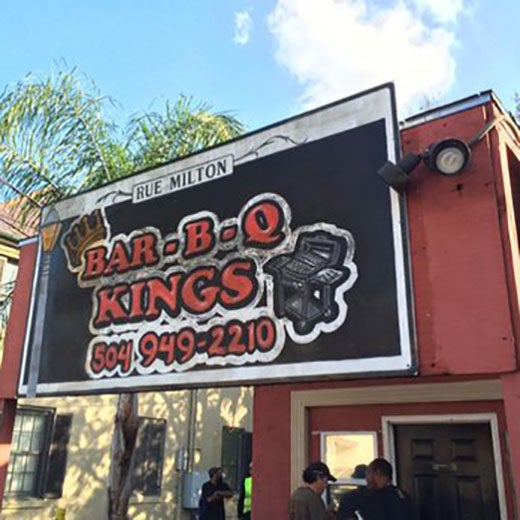 RUE MILTON
BAR-B-Q
KINGS
504 949-2210